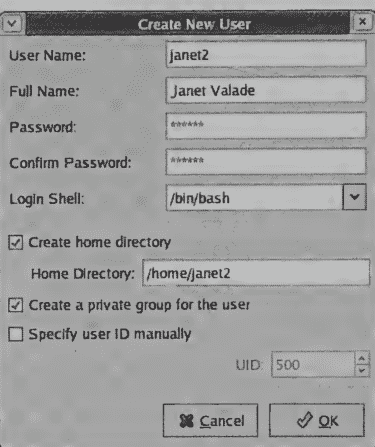 Create New User
User Name: janet2
Full Name: Janet Valade
Password: ******
Confirm Password: ******
Login Shell: /bin/bash
Create home directory
Home Directory: /home/janet2
Create a private group for the user
Specify user ID manually
UID: 500
Cancel OK